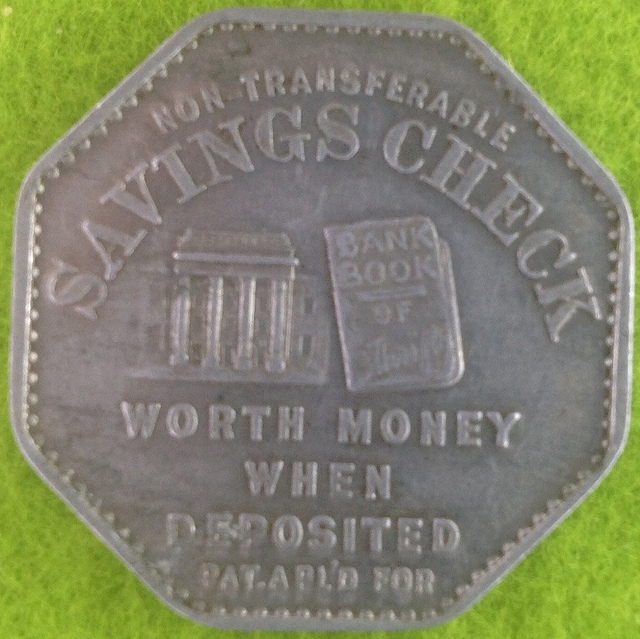 NON-TRANSFERABLE
SAVINGS CHECK
BANK
BOOK
OF
WORTH MONEY
WHEN
DEPOSITED
PAT. APL'D FOR